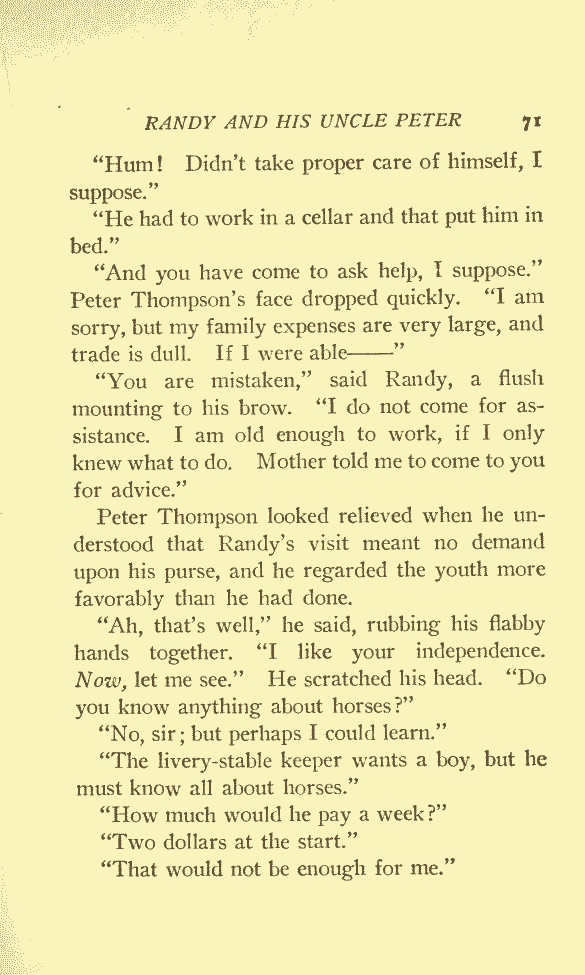 RANDY AND HIS UNCLE PETER 71
“Hum! Didn’t take proper care of himself, I
suppose.”
“He had to work in a cellar and that put him in
bed.”
“And you have come to ask help, I suppose.”
Peter Thompson’s face dropped quickly. “I am
sorry, but my family expenses are very large, and
trade is dull. If I were able——”
“You are mistaken,” said Randy, a flush
mounting to his brow. “I do not come for as-
sistance. I am old enough to work, if I only
knew what to do. Mother told me to come to you
for advice.”
Peter Thompson looked relieved when he un-
derstood that Randy’s visit meant no demand
upon his purse, and he regarded the youth more
favorably than he had done.
“Ah, that’s well,” he said, rubbing his flabby
hands together. “I like your independence.
Now, let me see.” He scratched his head. “Do
you know anything about horses?”
“No, sir; but perhaps I could learn.”
“The livery-stable keeper wants a boy, but he
must know all about horses.”
“How much would he pay a week?”
“Two dollars at the start.”
“That would not be enough for me.”